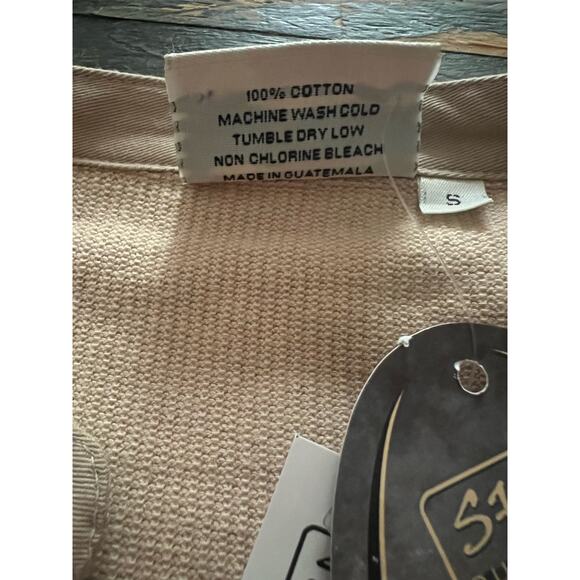 100% COTTON
MACHINE WASH COLD
TUMBLE DRY LOW
NON CHLORINE BLEACH
MADE IN GUATEMALA
S